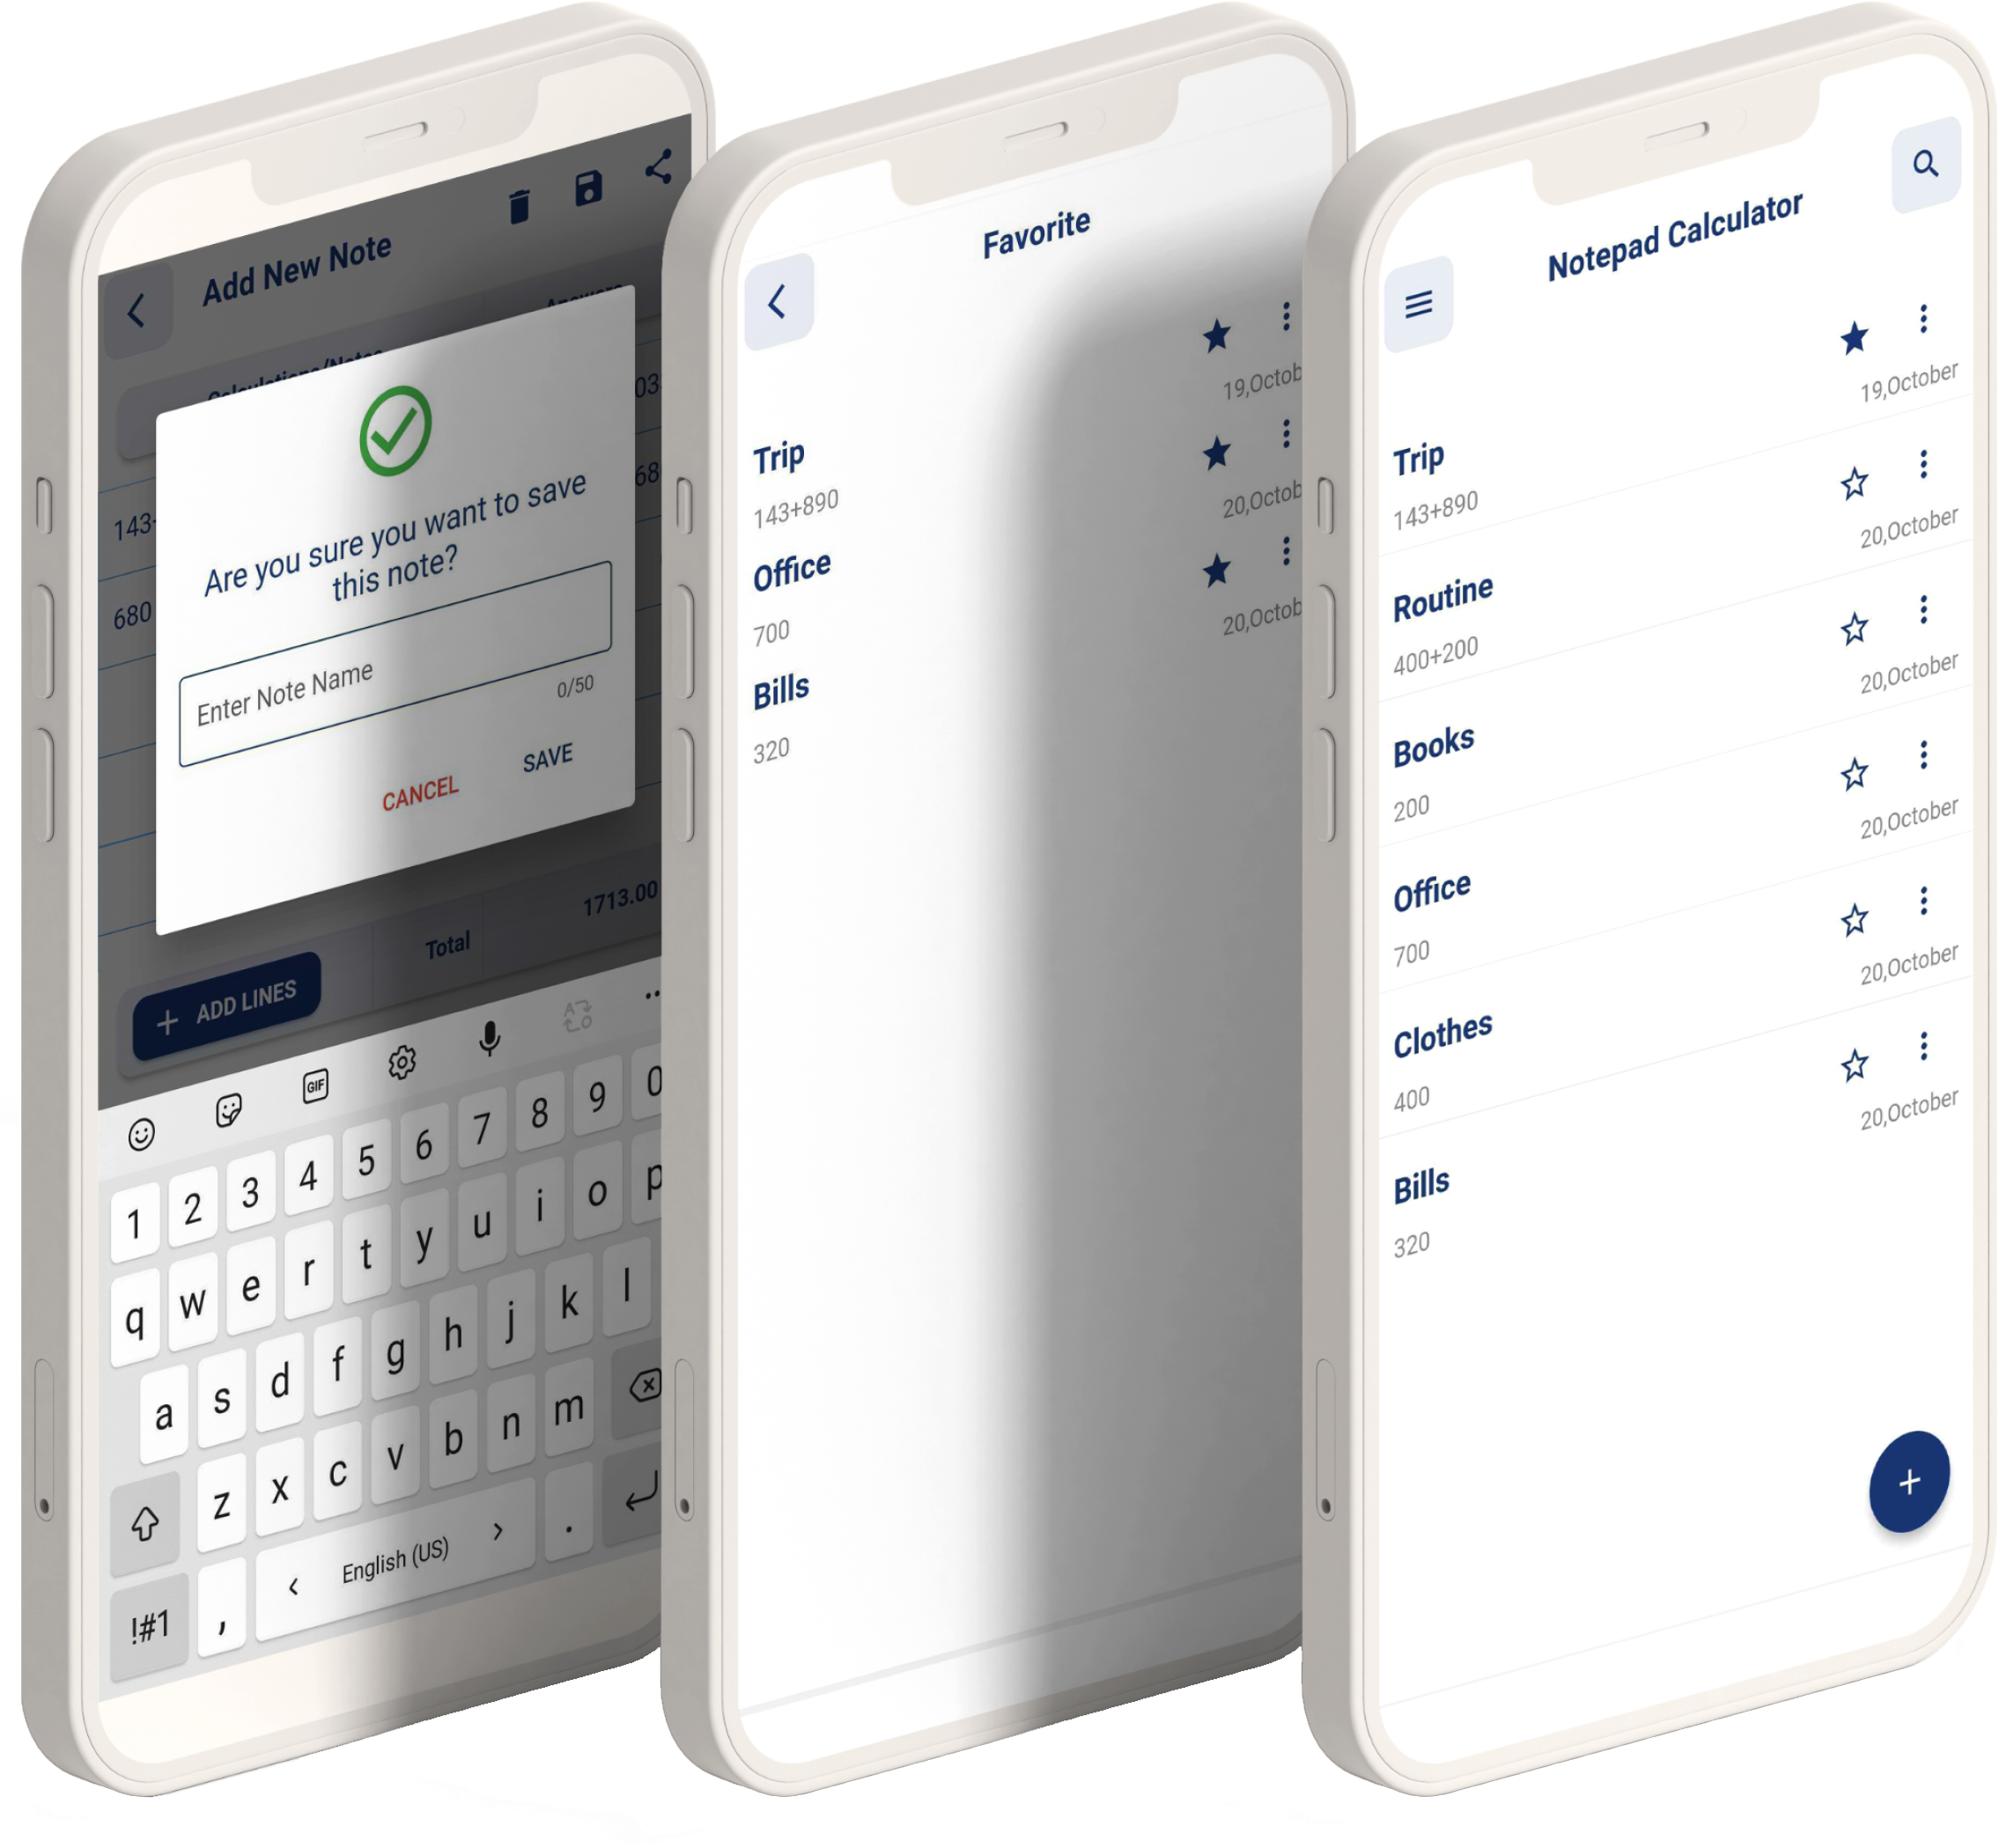 Add New Note
Answers
Calculations/Notes
143+
680
Are you sure you want to save
this note?
Enter Note Name
0/50
CANCEL
SAVE
Total
1713.00
+ ADD LINES
GIF
1 2 3 4 5 6 7 8 9 0
q w e r t y u i o p
a s d f g h j k l
z x c v b n m
!#1 , < English (US) > .
Favorite
19,Octob
Trip
143+890
20,Octob
Office
700
20,Octob
Bills
320
Notepad Calculator
19,October
Trip
143+890
20,October
Routine
400+200
20,October
Books
200
20,October
Office
700
20,October
Clothes
400
20,October
Bills
320
+